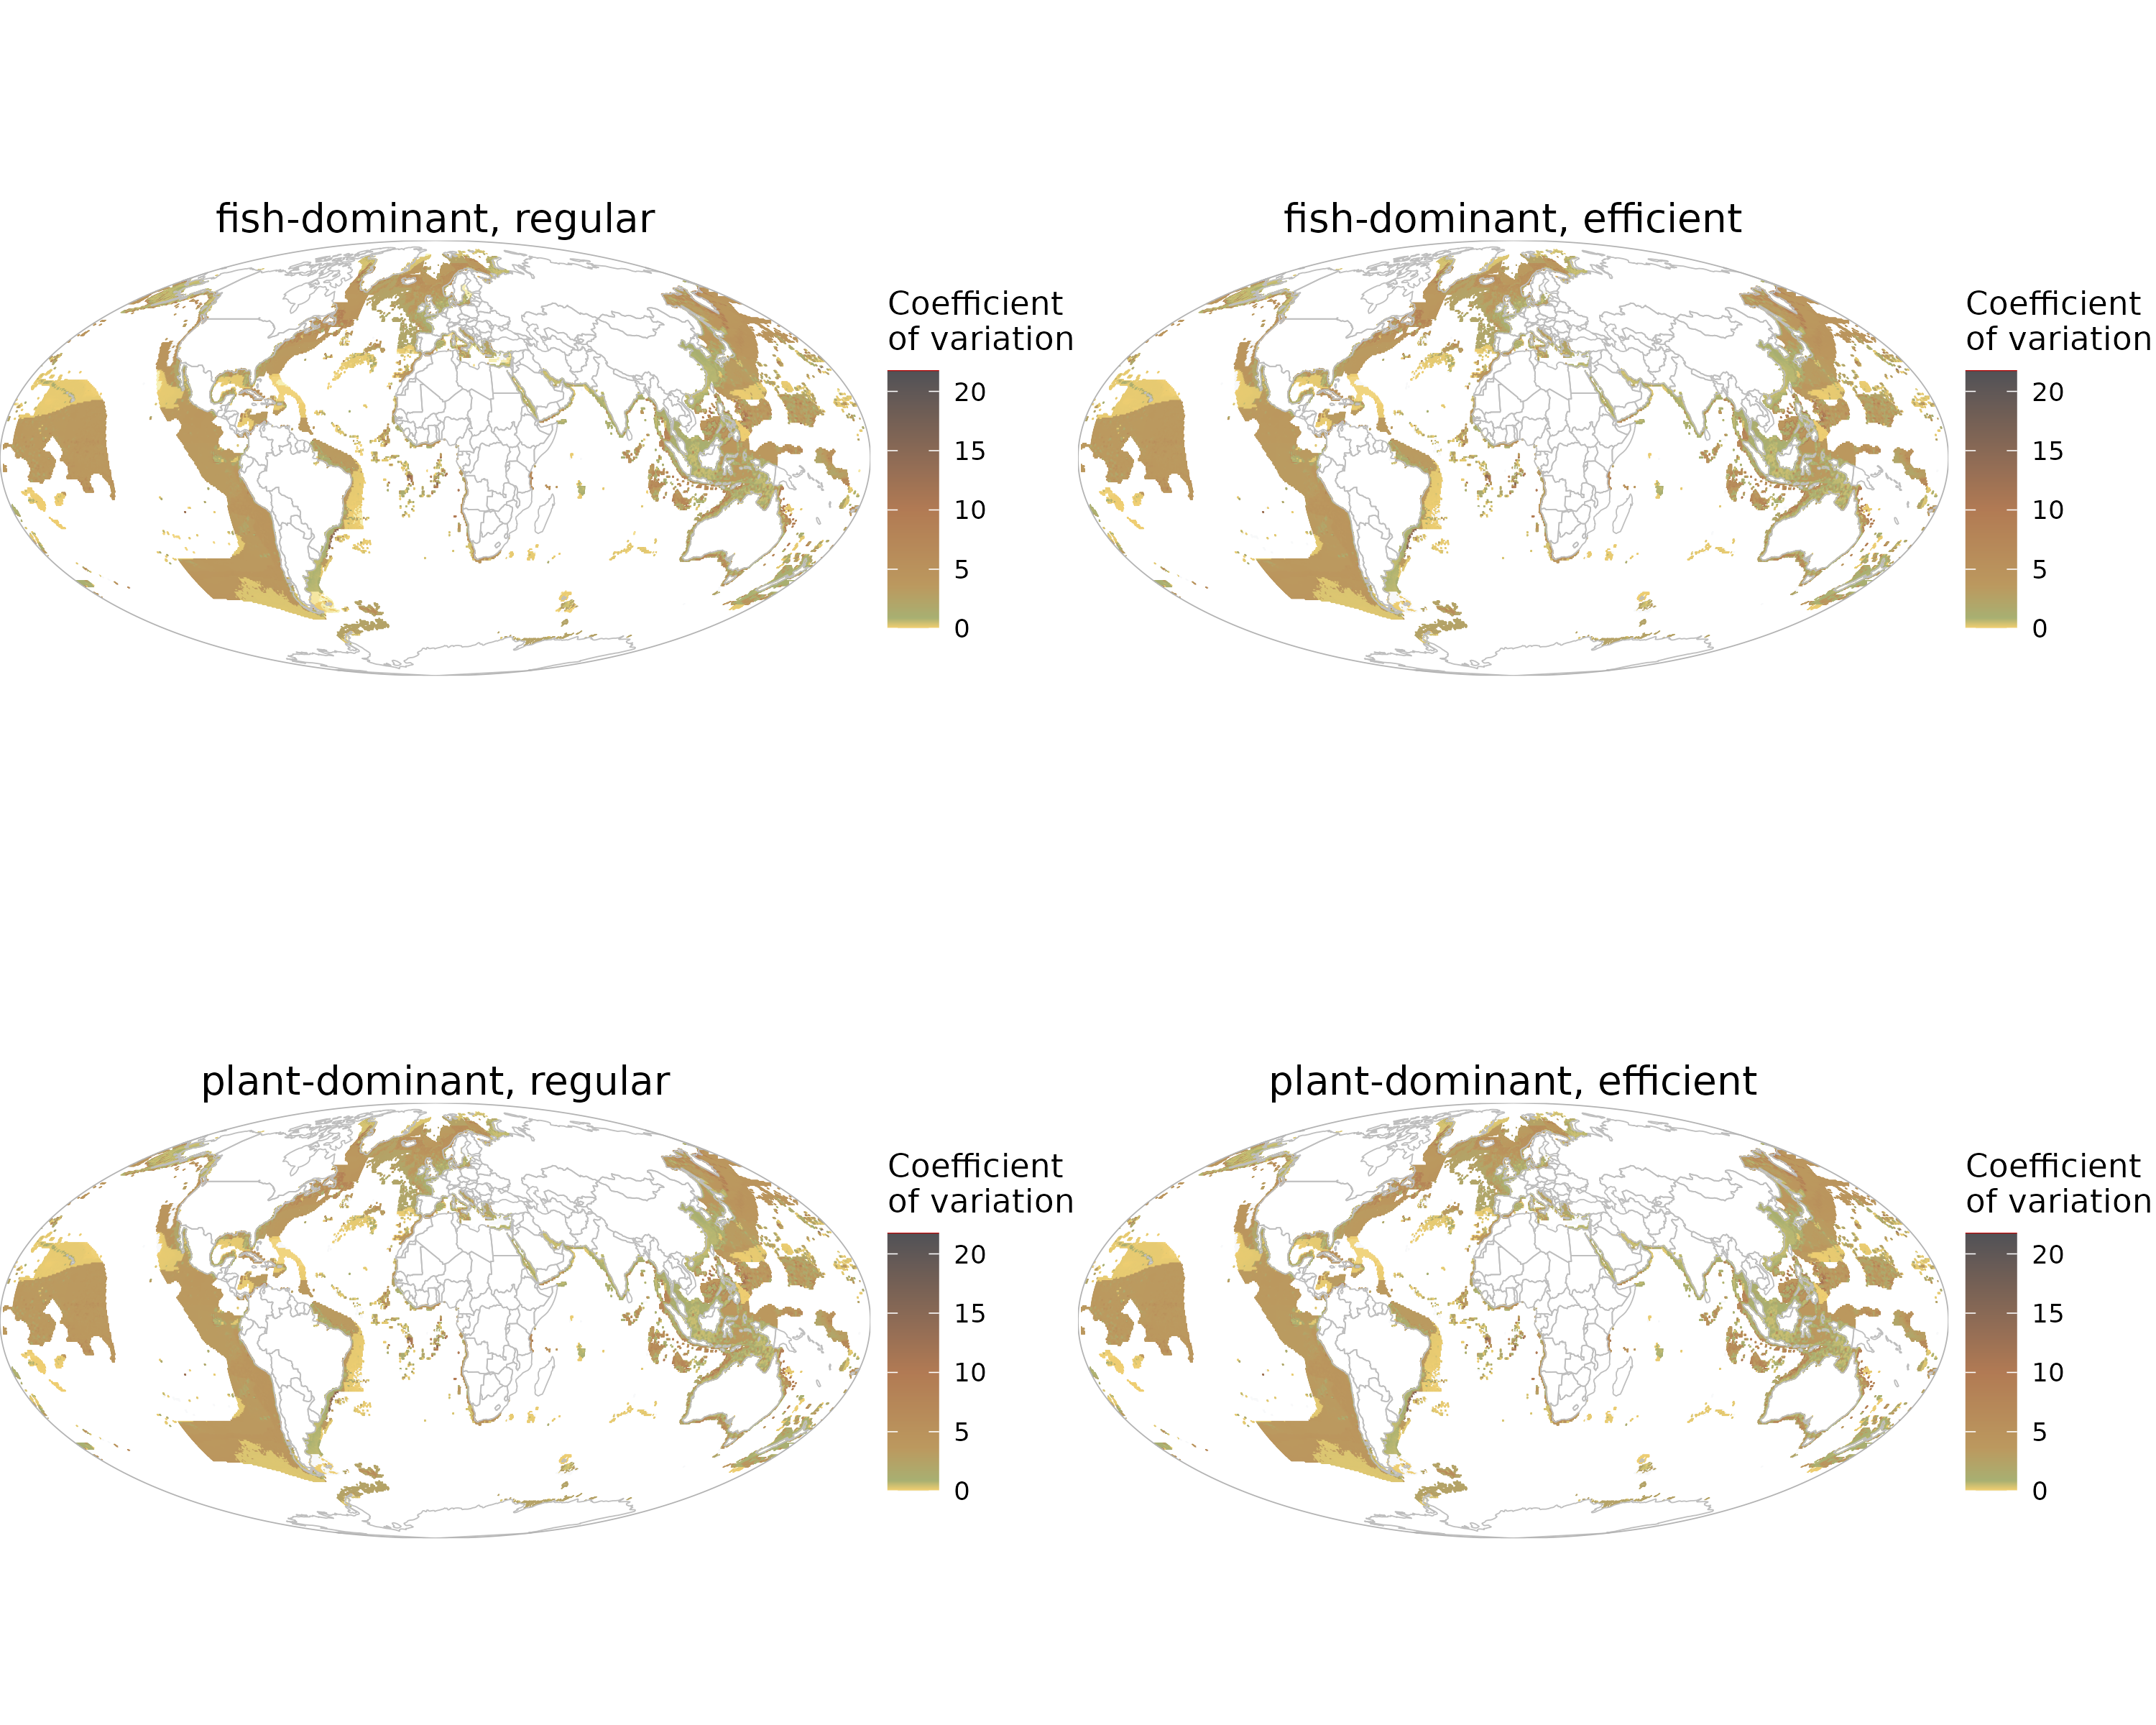 fish-dominant, regular
Coefficient
of variation
20
15
10
5
0
fish-dominant, efficient
Coefficient
of variation
20
15
10
5
0
plant-dominant, regular
Coefficient
of variation
20
15
10
5
0
plant-dominant, efficient
Coefficient
of variation
20
15
10
5
0